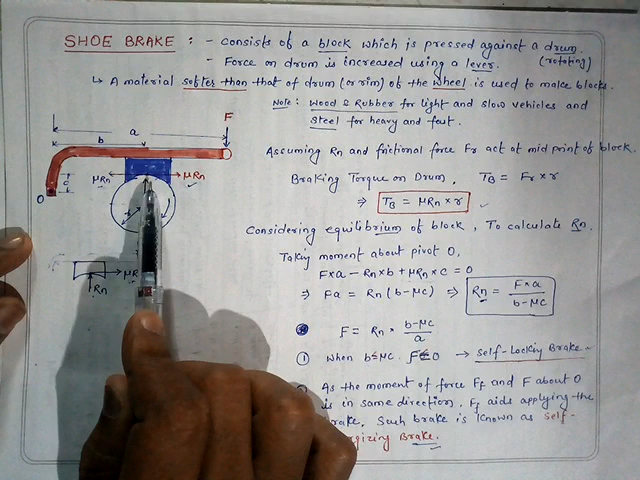 SHOE BRAKE : - consists of a block which is pressed against a drum.
- Force on drum is increased using a lever. (rotating)
↳ A material softer than that of drum (or rim) of the wheel is used to make blocks.
Note: Wood & Rubber for light and slow vehicles and
Steel for heavy and fast.
F
a
b
c
O
μRn
μRn
r
Assuming Rn and frictional force Fr act at mid point of block.
Braking Torque on Drum, TB = Fr × r
⇒ TB = μRn × r
Considering equilibrium of block, To calculate Rn.
Taking moment about pivot O,
F×a - Rn×b + μRn × c = 0
⇒ Fa = Rn (b-μc) ⇒ Rn = F×a / b-μc
Rn
F = Rn × b-μc / a
① When b≤μc. F≤0 → Self-Locking Brake
As the moment of force Ff and F about O
is in same direction. Ff aids applying the
brake. Such brake is known as Self-
Brake.